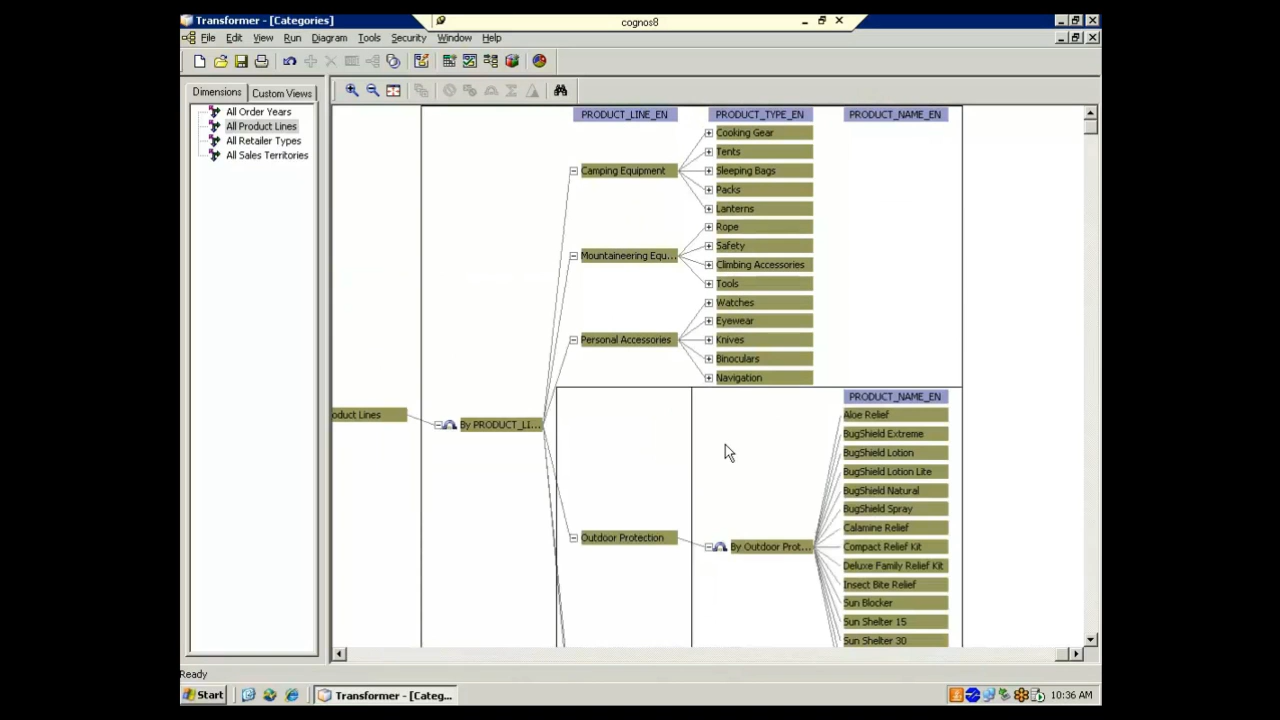 Transformer - [Categories]
cognos8
File Edit View Run Diagram Tools Security Window Help
Dimensions Custom Views
All Order Years
All Product Lines
All Retailer Types
All Sales Territories
PRODUCT_LINE_EN PRODUCT_TYPE_EN PRODUCT_NAME_EN
Cooking Gear
Tents
Camping Equipment Sleeping Bags
Packs
Lanterns
Rope
Safety
Mountaineering Equ... Climbing Accessories
Tools
Watches
Eyewear
Personal Accessories Knives
Binoculars
Navigation
PRODUCT_NAME_EN
oduct Lines By PRODUCT_LI... Aloe Relief
BugShield Extreme
BugShield Lotion
BugShield Lotion Lite
BugShield Natural
BugShield Spray
Calamine Relief
Outdoor Protection By Outdoor Prot... Compact Relief Kit
Deluxe Family Relief Kit
Insect Bite Relief
Sun Blocker
Sun Shelter 15
Sun Shelter 30
Ready
Start Transformer - [Categ... 10:36 AM